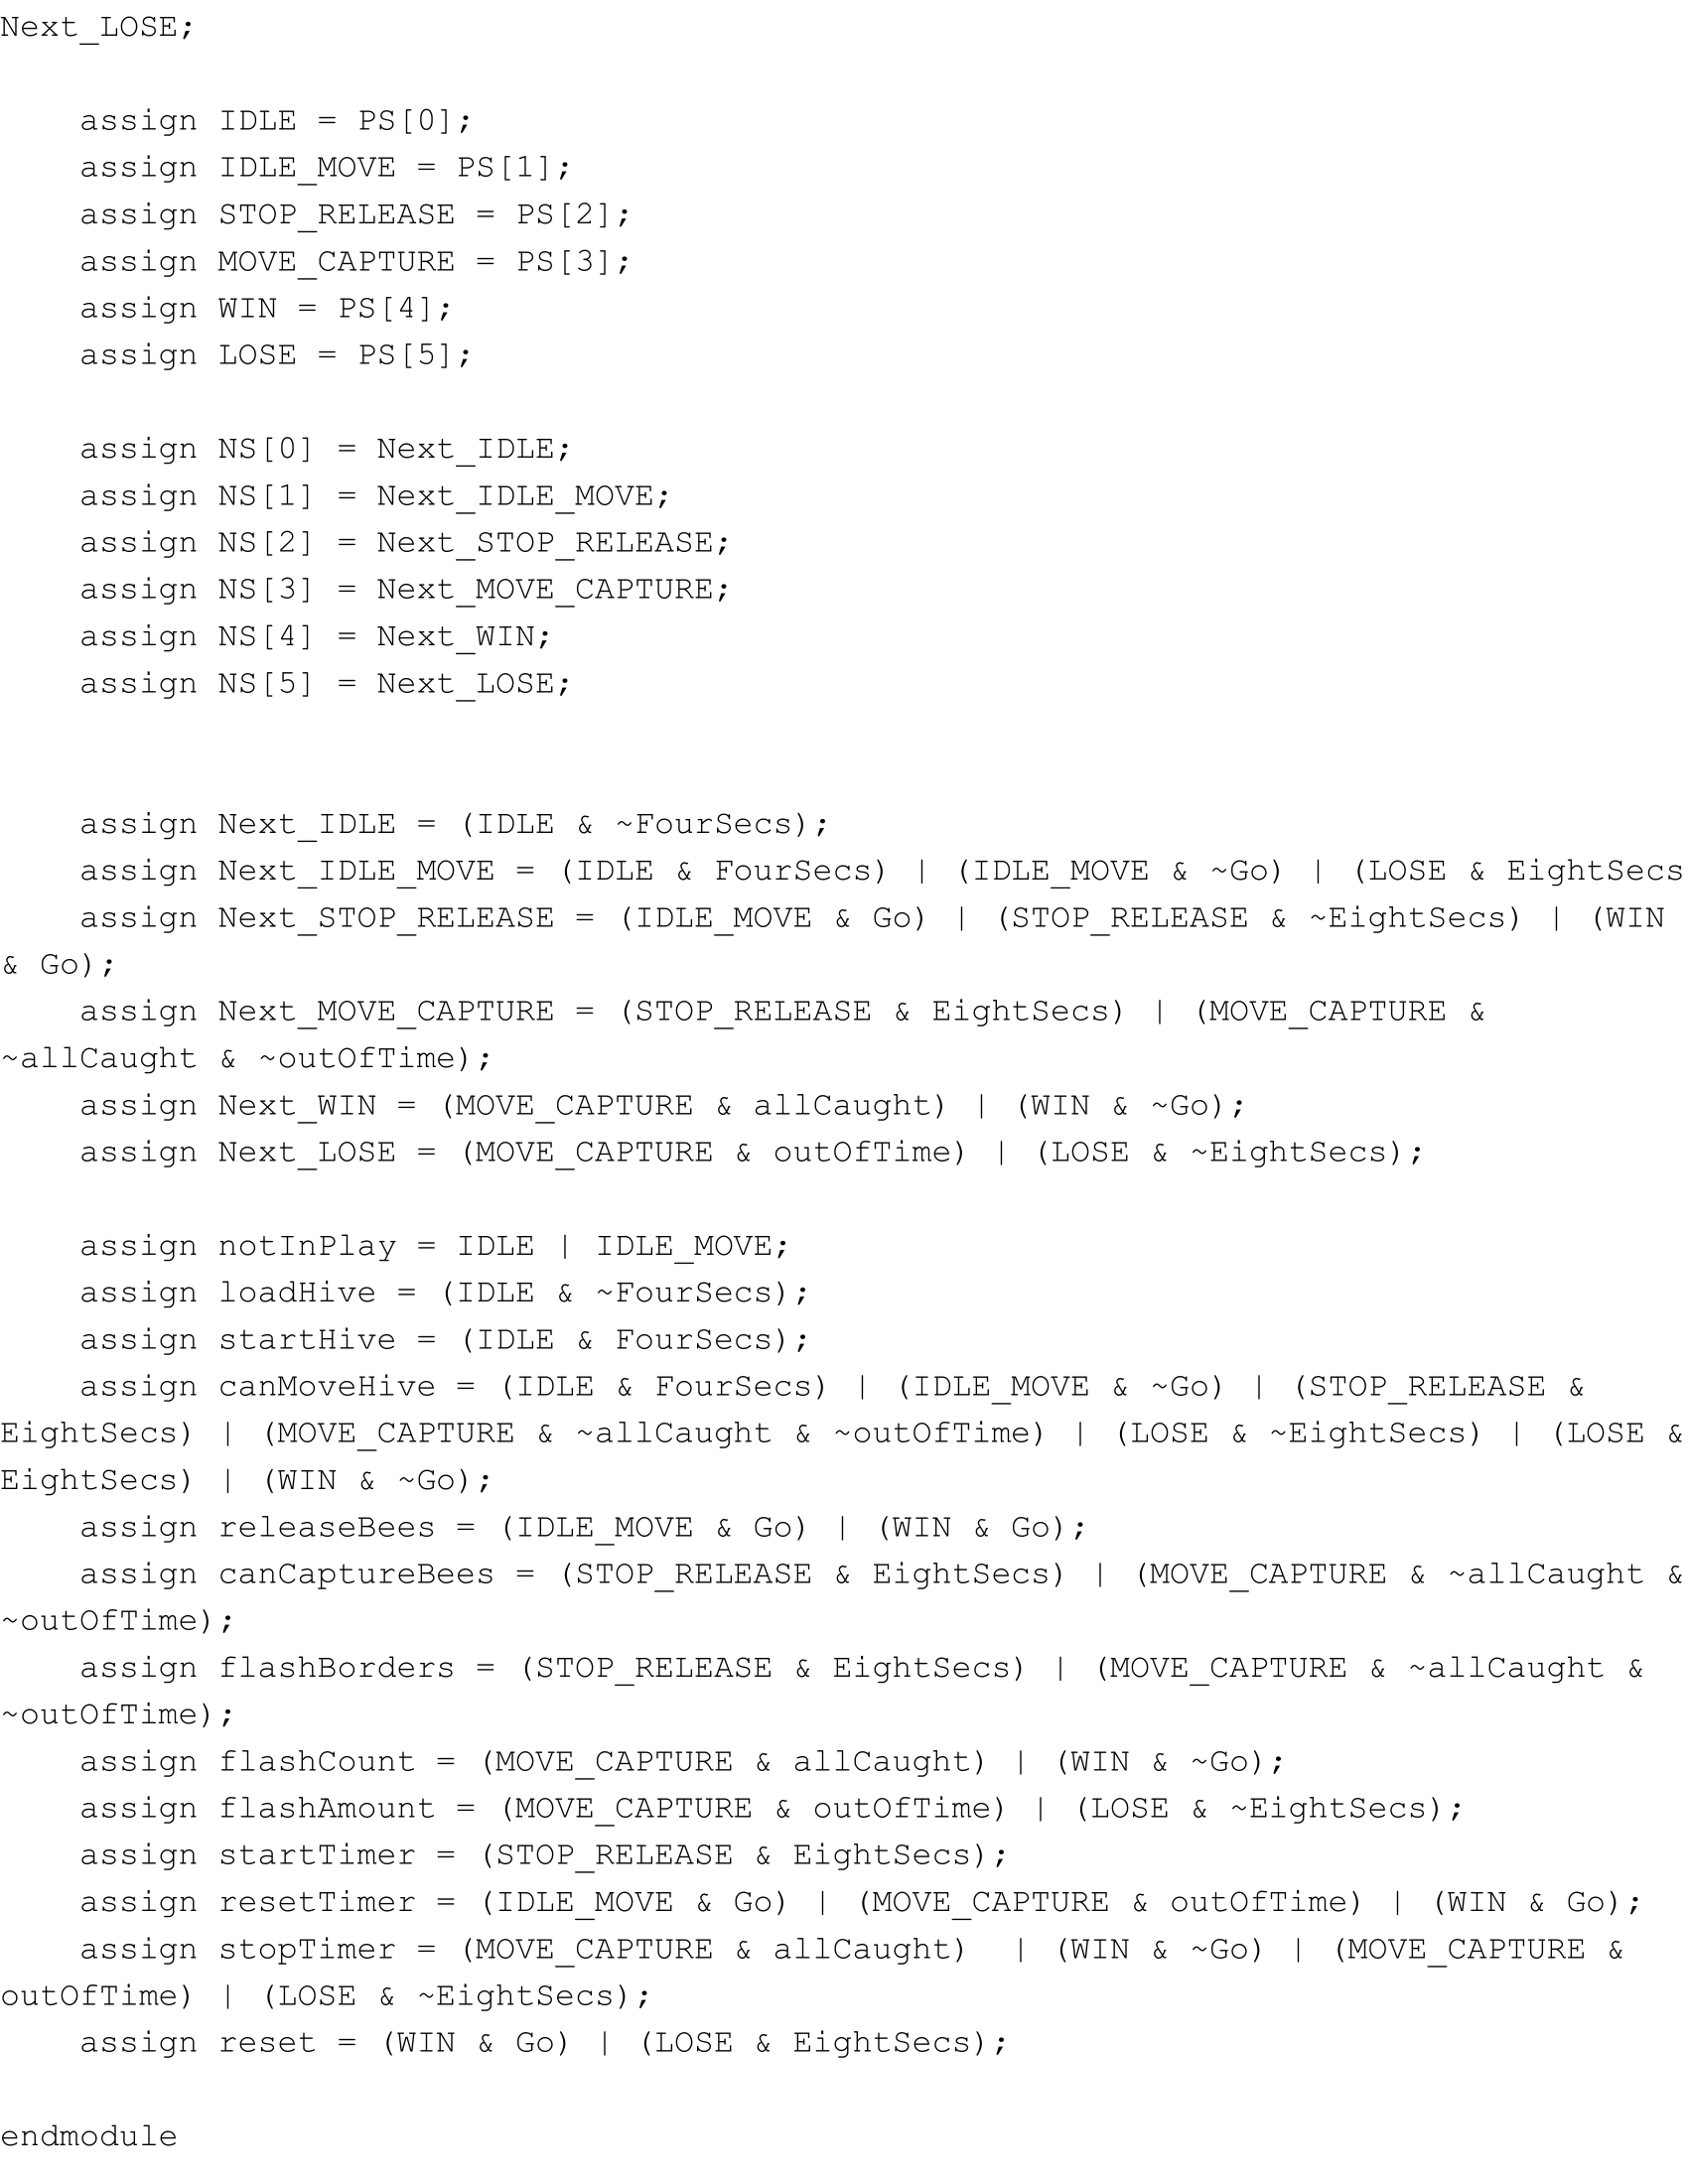 Next_LOSE;
assign IDLE = PS[0];
assign IDLE_MOVE = PS[1];
assign STOP_RELEASE = PS[2];
assign MOVE_CAPTURE = PS[3];
assign WIN = PS[4];
assign LOSE = PS[5];
assign NS[0] = Next_IDLE;
assign NS[1] = Next_IDLE_MOVE;
assign NS[2] = Next_STOP_RELEASE;
assign NS[3] = Next_MOVE_CAPTURE;
assign NS[4] = Next_WIN;
assign NS[5] = Next_LOSE;
assign Next_IDLE = (IDLE & ~FourSecs);
assign Next_IDLE_MOVE = (IDLE & FourSecs) | (IDLE_MOVE & ~Go) | (LOSE & EightSecs
assign Next_STOP_RELEASE = (IDLE_MOVE & Go) | (STOP_RELEASE & ~EightSecs) | (WIN
& Go);
assign Next_MOVE_CAPTURE = (STOP_RELEASE & EightSecs) | (MOVE_CAPTURE &
~allCaught & ~outOfTime);
assign Next_WIN = (MOVE_CAPTURE & allCaught) | (WIN & ~Go);
assign Next_LOSE = (MOVE_CAPTURE & outOfTime) | (LOSE & ~EightSecs);
assign notInPlay = IDLE | IDLE_MOVE;
assign loadHive = (IDLE & ~FourSecs);
assign startHive = (IDLE & FourSecs);
assign canMoveHive = (IDLE & FourSecs) | (IDLE_MOVE & ~Go) | (STOP_RELEASE &
EightSecs) | (MOVE_CAPTURE & ~allCaught & ~outOfTime) | (LOSE & ~EightSecs) | (LOSE &
EightSecs) | (WIN & ~Go);
assign releaseBees = (IDLE_MOVE & Go) | (WIN & Go);
assign canCaptureBees = (STOP_RELEASE & EightSecs) | (MOVE_CAPTURE & ~allCaught &
~outOfTime);
assign flashBorders = (STOP_RELEASE & EightSecs) | (MOVE_CAPTURE & ~allCaught &
~outOfTime);
assign flashCount = (MOVE_CAPTURE & allCaught) | (WIN & ~Go);
assign flashAmount = (MOVE_CAPTURE & outOfTime) | (LOSE & ~EightSecs);
assign startTimer = (STOP_RELEASE & EightSecs);
assign resetTimer = (IDLE_MOVE & Go) | (MOVE_CAPTURE & outOfTime) | (WIN & Go);
assign stopTimer = (MOVE_CAPTURE & allCaught)  | (WIN & ~Go) | (MOVE_CAPTURE &
outOfTime) | (LOSE & ~EightSecs);
assign reset = (WIN & Go) | (LOSE & EightSecs);
endmodule